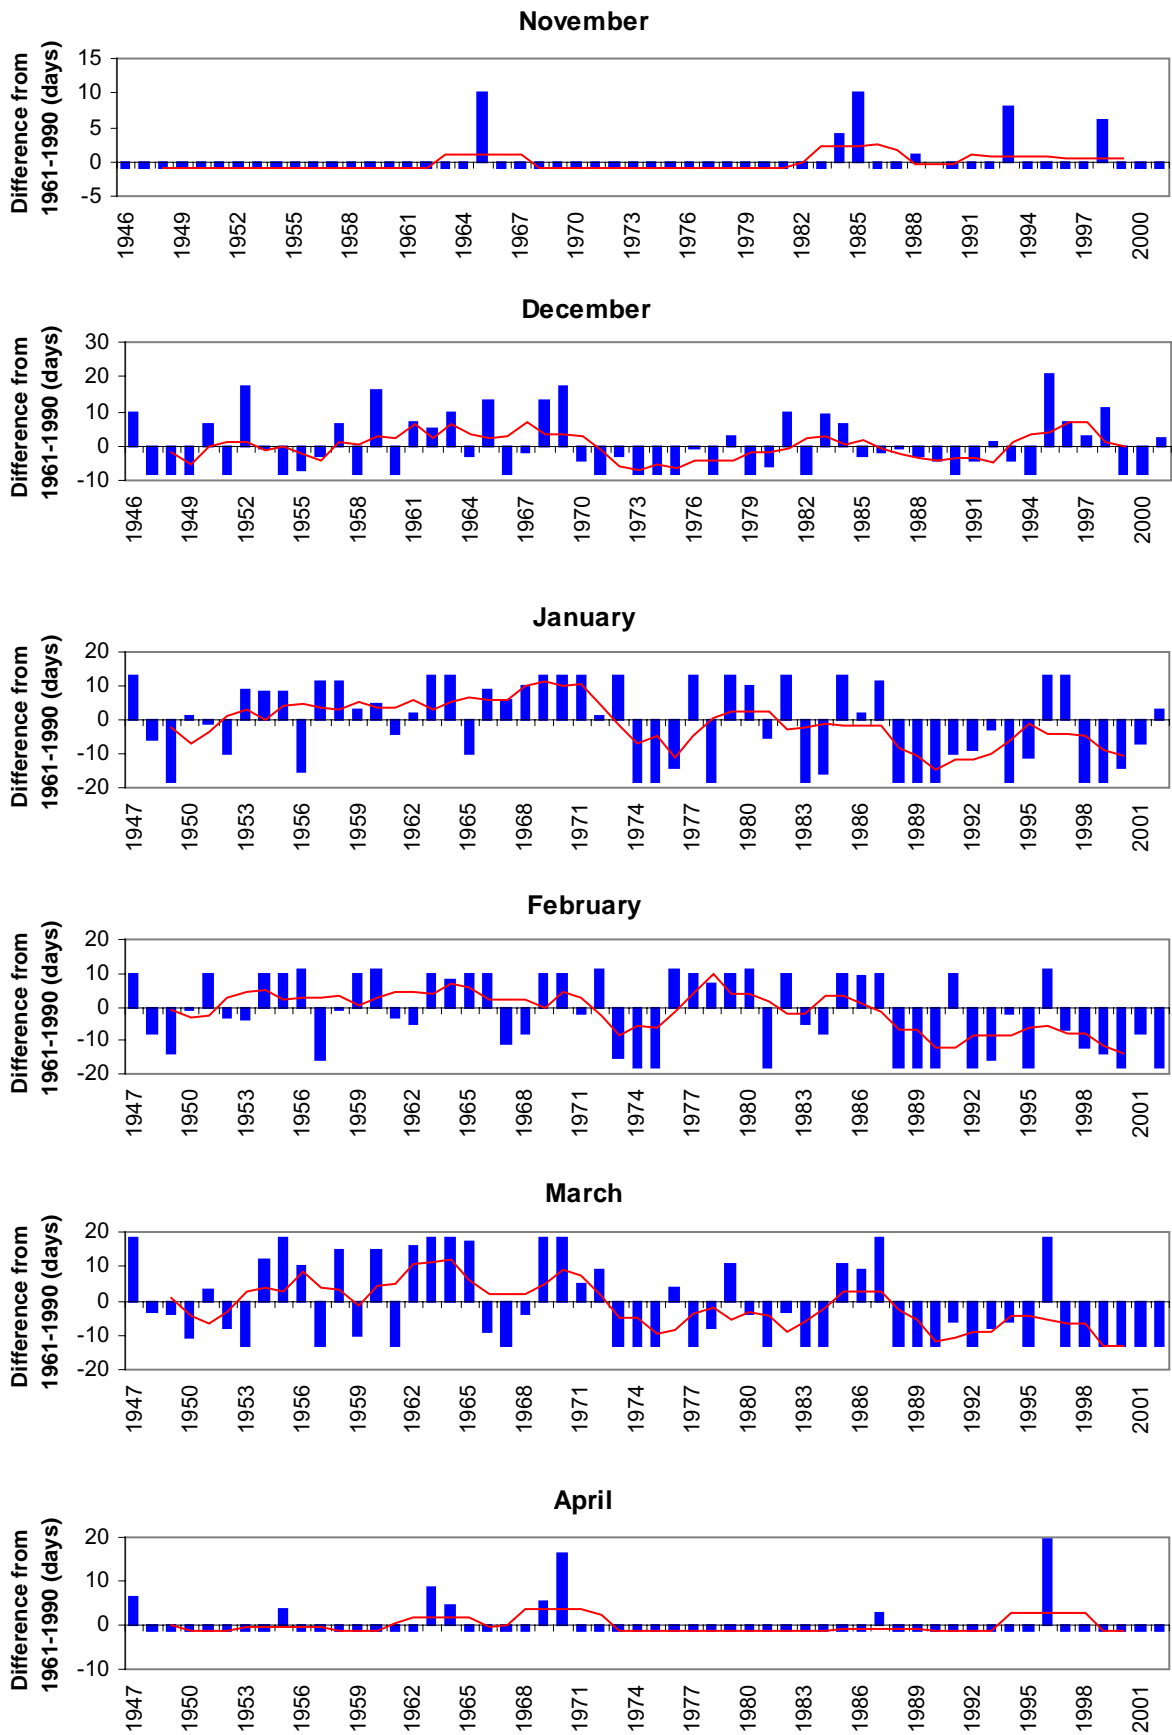 November
Difference from
1961-1990 (days)
15
10
5
0
-5
1946 1949 1952 1955 1958 1961 1964 1967 1970 1973 1976 1979 1982 1985 1988 1991 1994 1997 2000
December
Difference from
1961-1990 (days)
30
20
10
0
-10
1946 1949 1952 1955 1958 1961 1964 1967 1970 1973 1976 1979 1982 1985 1988 1991 1994 1997 2000
January
Difference from
1961-1990 (days)
20
10
0
-10
-20
1947 1950 1953 1956 1959 1962 1965 1968 1971 1974 1977 1980 1983 1986 1989 1992 1995 1998 2001
February
Difference from
1961-1990 (days)
20
10
0
-10
-20
1947 1950 1953 1956 1959 1962 1965 1968 1971 1974 1977 1980 1983 1986 1989 1992 1995 1998 2001
March
Difference from
1961-1990 (days)
20
10
0
-10
-20
1947 1950 1953 1956 1959 1962 1965 1968 1971 1974 1977 1980 1983 1986 1989 1992 1995 1998 2001
April
Difference from
1961-1990 (days)
20
10
0
-10
1947 1950 1953 1956 1959 1962 1965 1968 1971 1974 1977 1980 1983 1986 1989 1992 1995 1998 2001